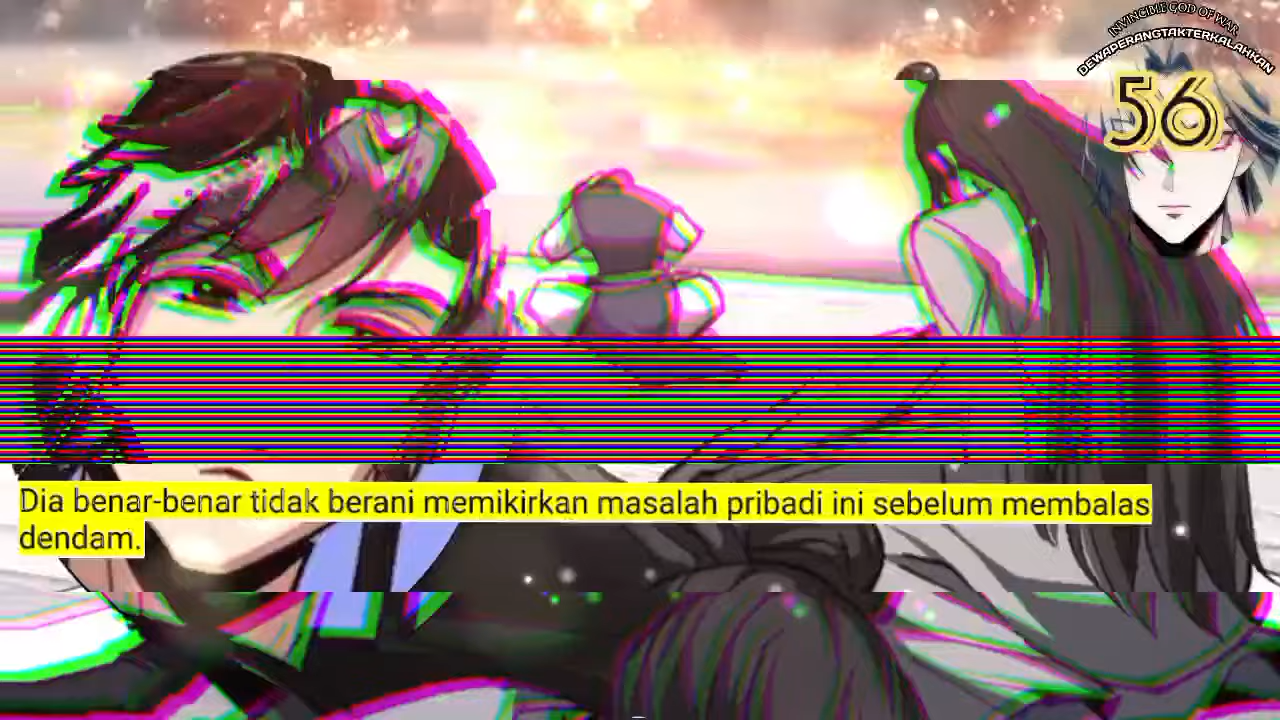 INVINCIBLE GOD OF WAR
DEWAPERANGTAKTERKALAHKAN
56
Dia benar-benar tidak berani memikirkan masalah pribadi ini sebelum membalas
dendam.